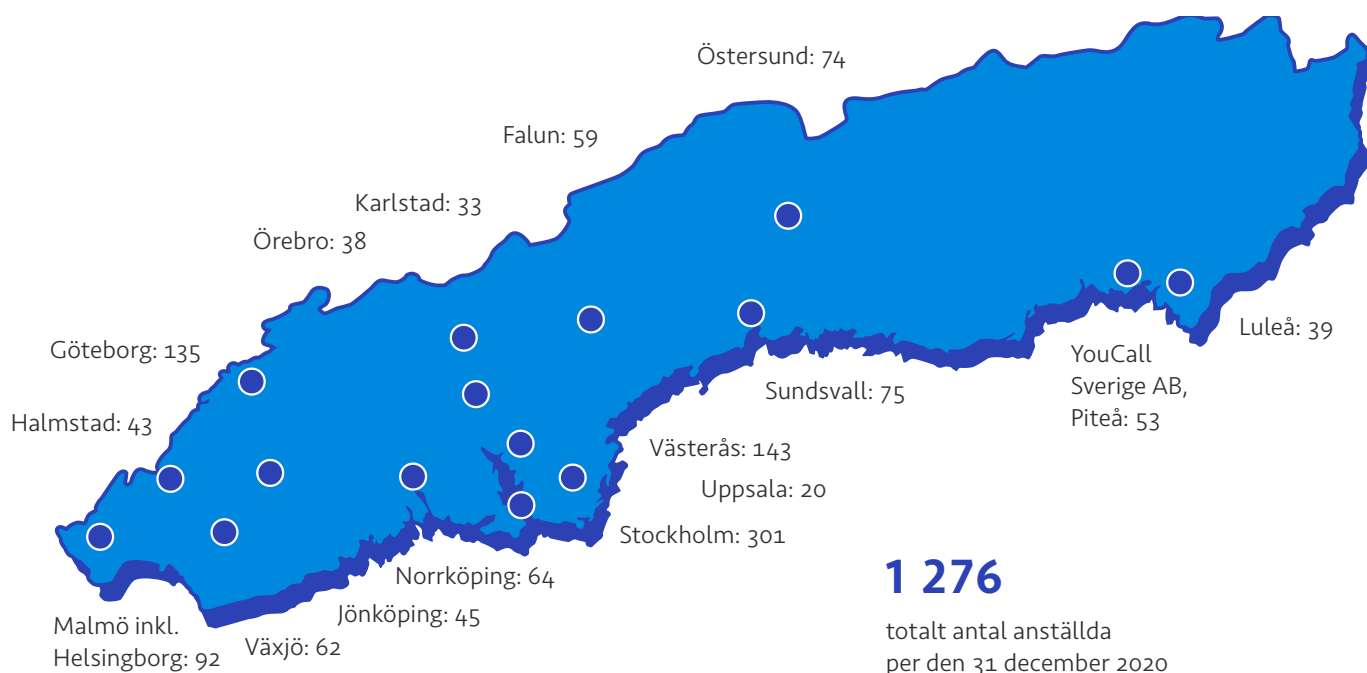 Östersund: 74
Falun: 59
Karlstad: 33
Örebro: 38
Göteborg: 135
Halmstad: 43
Luleå: 39
YouCall
Sverige AB,
Piteå: 53
Sundsvall: 75
Västerås: 143
Uppsala: 20
Stockholm: 301
Norrköping: 64
Jönköping: 45
Växjö: 62
Malmö inkl.
Helsingborg: 92
1 276
totalt antal anställda
per den 31 december 2020